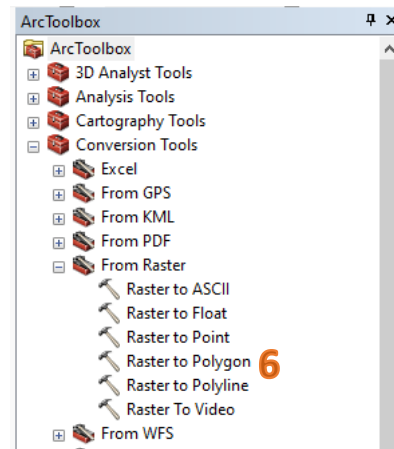 ArcToolbox
ArcToolbox
3D Analyst Tools
Analysis Tools
Cartography Tools
Conversion Tools
Excel
From GPS
From KML
From PDF
From Raster
Raster to ASCII
Raster to Float
Raster to Point
Raster to Polygon 6
Raster to Polyline
Raster To Video
From WFS